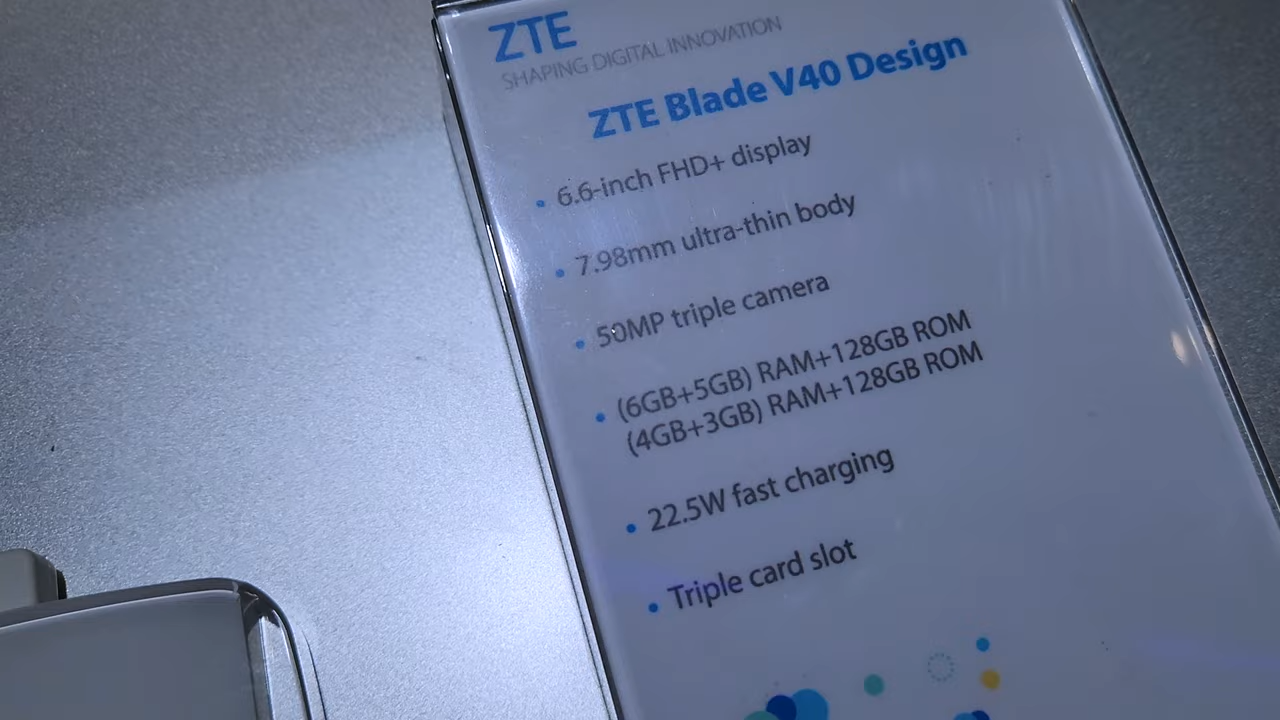 ZTE
SHAPING DIGITAL INNOVATION
ZTE Blade V40 Design
• 6.6-inch FHD+ display
• 7.98mm ultra-thin body
• 50MP triple camera
• (6GB+5GB) RAM+128GB ROM
(4GB+3GB) RAM+128GB ROM
• 22.5W fast charging
• Triple card slot